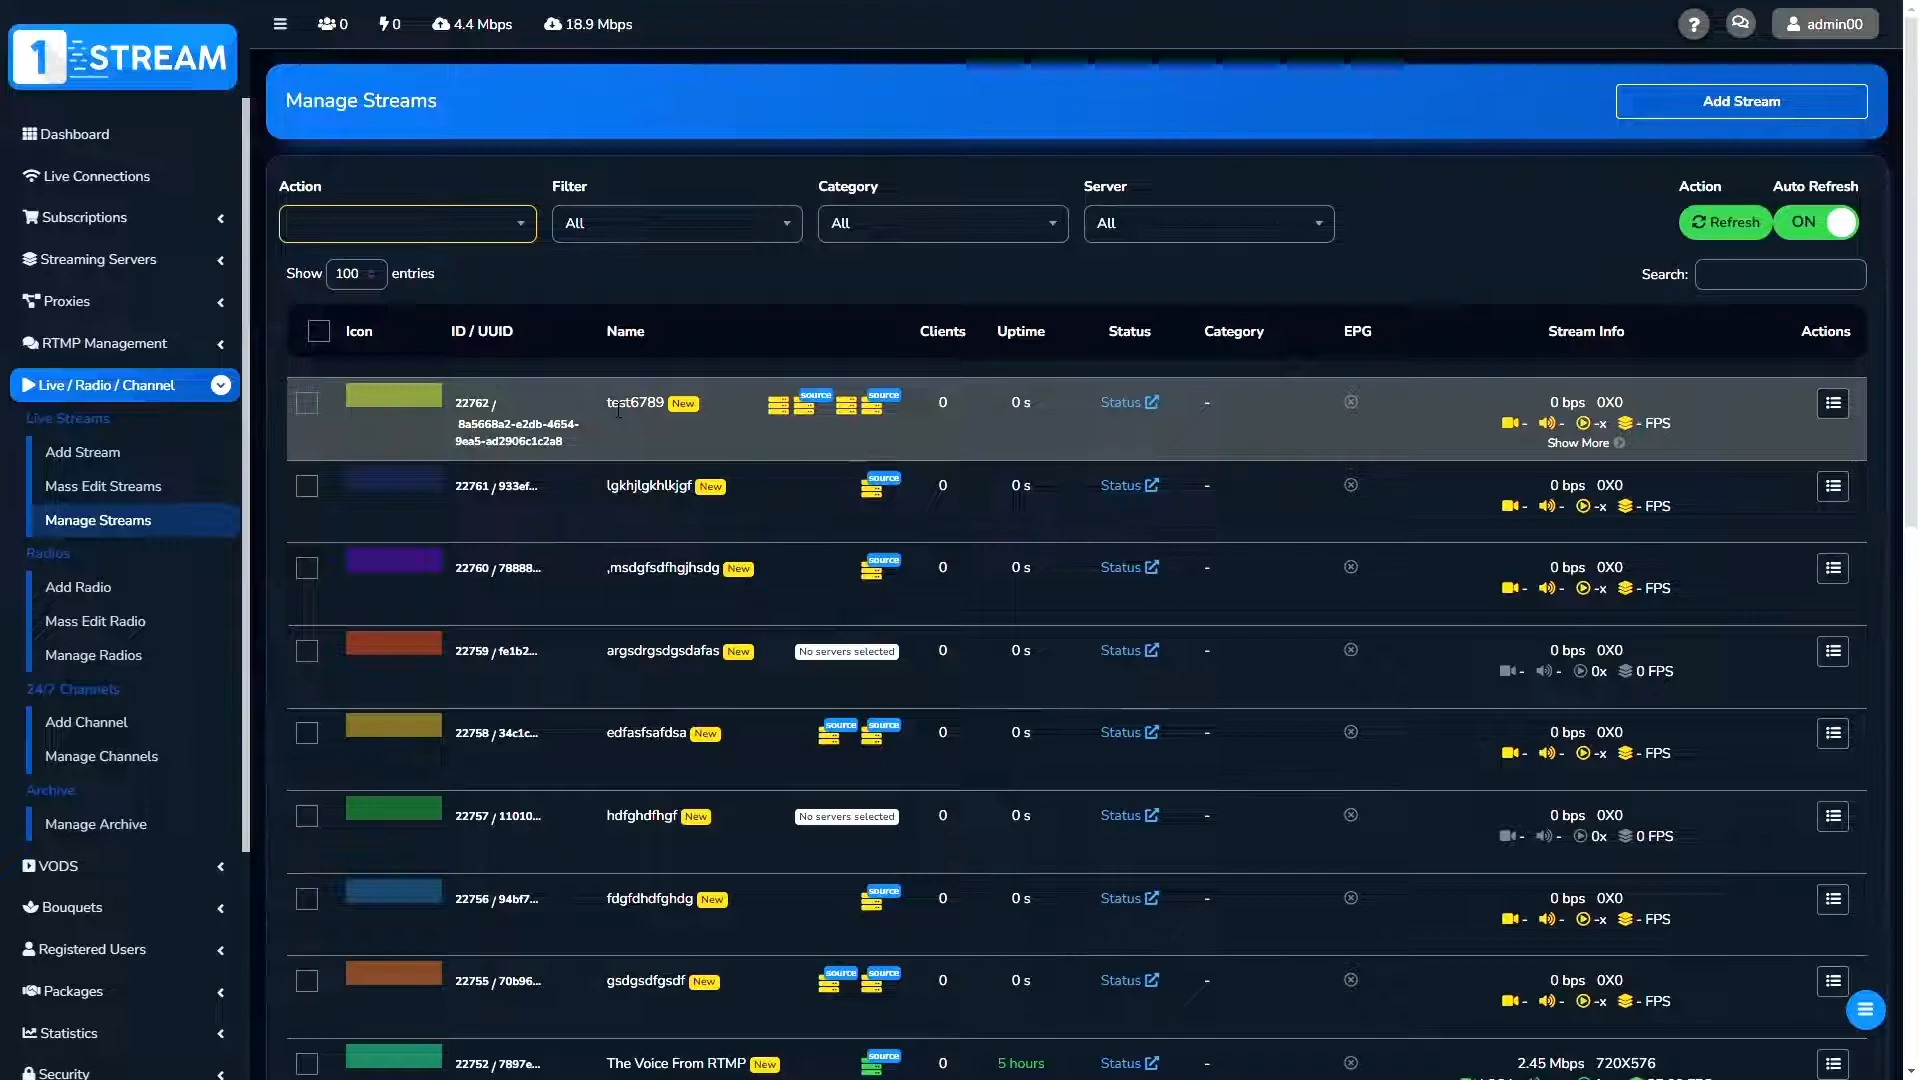 1 STREAM
0
0
4.4 Mbps
18.9 Mbps
?
admin00
Dashboard
Live Connections
Subscriptions
Streaming Servers
Proxies
RTMP Management
Live / Radio / Channel
Live Streams
Add Stream
Mass Edit Streams
Manage Streams
Radios
Add Radio
Mass Edit Radio
Manage Radios
24/7 Channels
Add Channel
Manage Channels
Archive
Manage Archive
VODS
Bouquets
Registered Users
Packages
Statistics
Security
Manage Streams
Add Stream
Action
Filter
Category
Server
Action
Auto Refresh
All
All
All
Refresh
ON
Show 100 entries
Search:
Icon ID / UUID Name Clients Uptime Status Category EPG Stream Info Actions
22762 / test6789 New source source 0 0 s Status - 0 bps 0X0
8a5668a2-e2db-4654-
- - -x - FPS
9ea5-ad2906c1c2a8
Show More
22761 / 933ef... lgkhjlgkhlkjgf New source 0 0 s Status - 0 bps 0X0
- - -x - FPS
22760 / 78888... ,msdgfsdfhgjhsdg New source 0 0 s Status - 0 bps 0X0
- - -x - FPS
22759 / fe1b2... argsdrgsdgsdafas New No servers selected 0 0 s Status - 0 bps 0X0
- - 0x 0 FPS
22758 / 34c1c... edfasfsafdsa New source source 0 0 s Status - 0 bps 0X0
- - -x - FPS
22757 / 11010... hdfghdfhgf New No servers selected 0 0 s Status - 0 bps 0X0
- - 0x 0 FPS
22756 / 94bf7... fdgfdhdfghdg New source 0 0 s Status - 0 bps 0X0
- - -x - FPS
22755 / 70b96... gsdgsdfgsdf New source source 0 0 s Status - 0 bps 0X0
- - -x - FPS
22752 / 7897e... The Voice From RTMP New source 0 5 hours Status - 2.45 Mbps 720X576